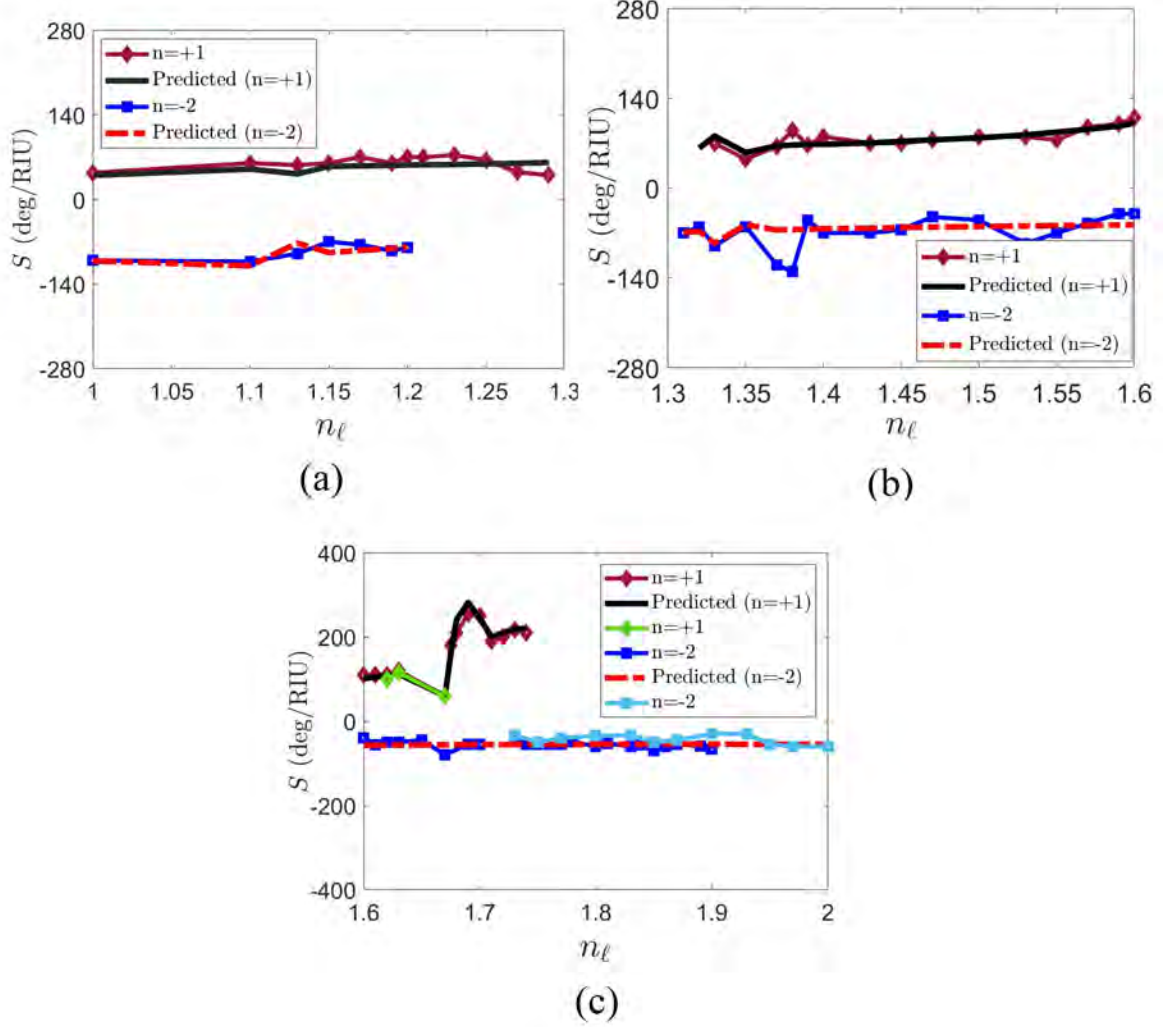 280
140
0
-140
-280
S (deg/RIU)
n=+1
Predicted (n=+1)
n=-2
Predicted (n=-2)
1 1.05 1.1 1.15 1.2 1.25 1.3
nℓ
(a)
280
140
0
-140
-280
S (deg/RIU)
n=+1
Predicted (n=+1)
n=-2
Predicted (n=-2)
1.3 1.35 1.4 1.45 1.5 1.55 1.6
nℓ
(b)
400
200
0
-200
-400
S (deg/RIU)
n=+1
Predicted (n=+1)
n=+1
n=-2
Predicted (n=-2)
n=-2
1.6 1.7 1.8 1.9 2
nℓ
(c)